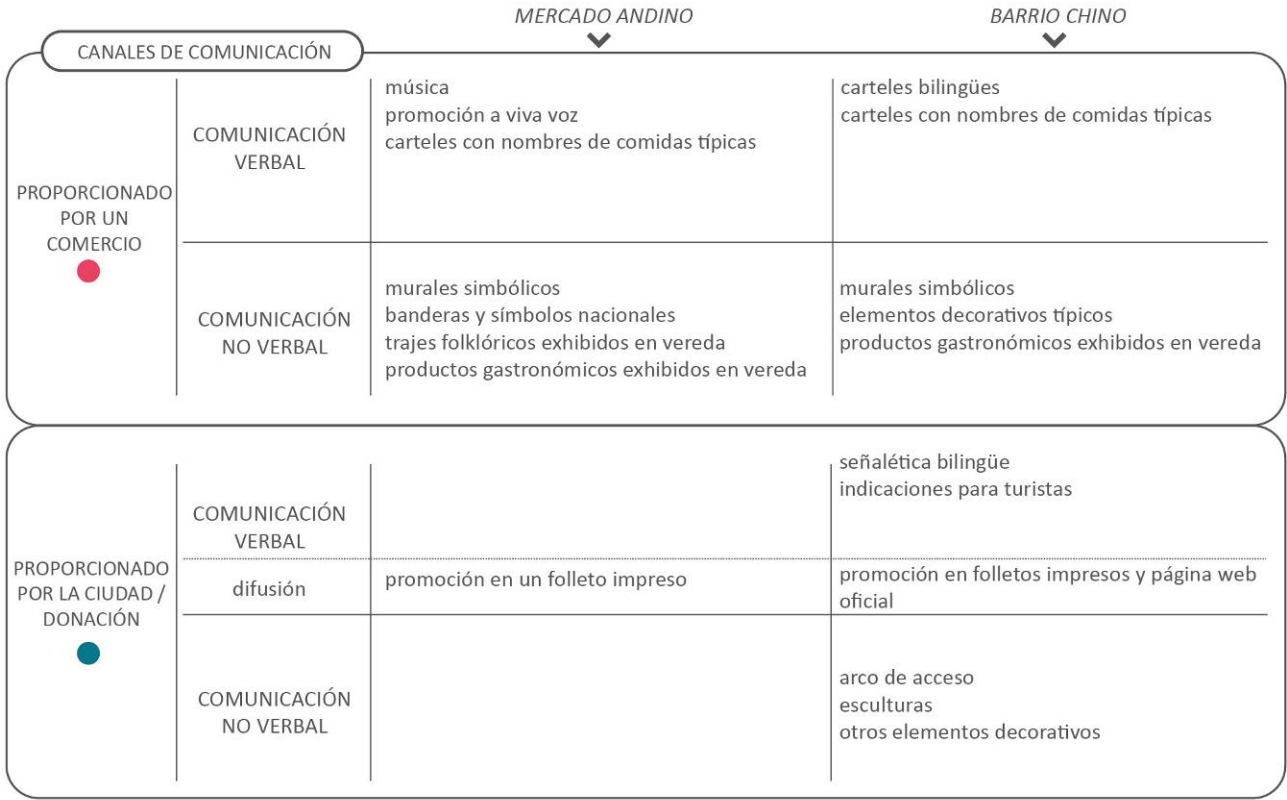 MERCADO ANDINO
BARRIO CHINO
CANALES DE COMUNICACIÓN
PROPORCIONADO
POR UN
COMERCIO
COMUNICACIÓN
VERBAL
música
promoción a viva voz
carteles con nombres de comidas típicas
carteles bilingües
carteles con nombres de comidas típicas
COMUNICACIÓN
NO VERBAL
murales simbólicos
banderas y símbolos nacionales
trajes folklóricos exhibidos en vereda
productos gastronómicos exhibidos en vereda
murales simbólicos
elementos decorativos típicos
productos gastronómicos exhibidos en vereda
PROPORCIONADO
POR LA CIUDAD /
DONACIÓN
COMUNICACIÓN
VERBAL
señalética bilingüe
indicaciones para turistas
difusión
promoción en un folleto impreso
promoción en folletos impresos y página web
oficial
COMUNICACIÓN
NO VERBAL
arco de acceso
esculturas
otros elementos decorativos